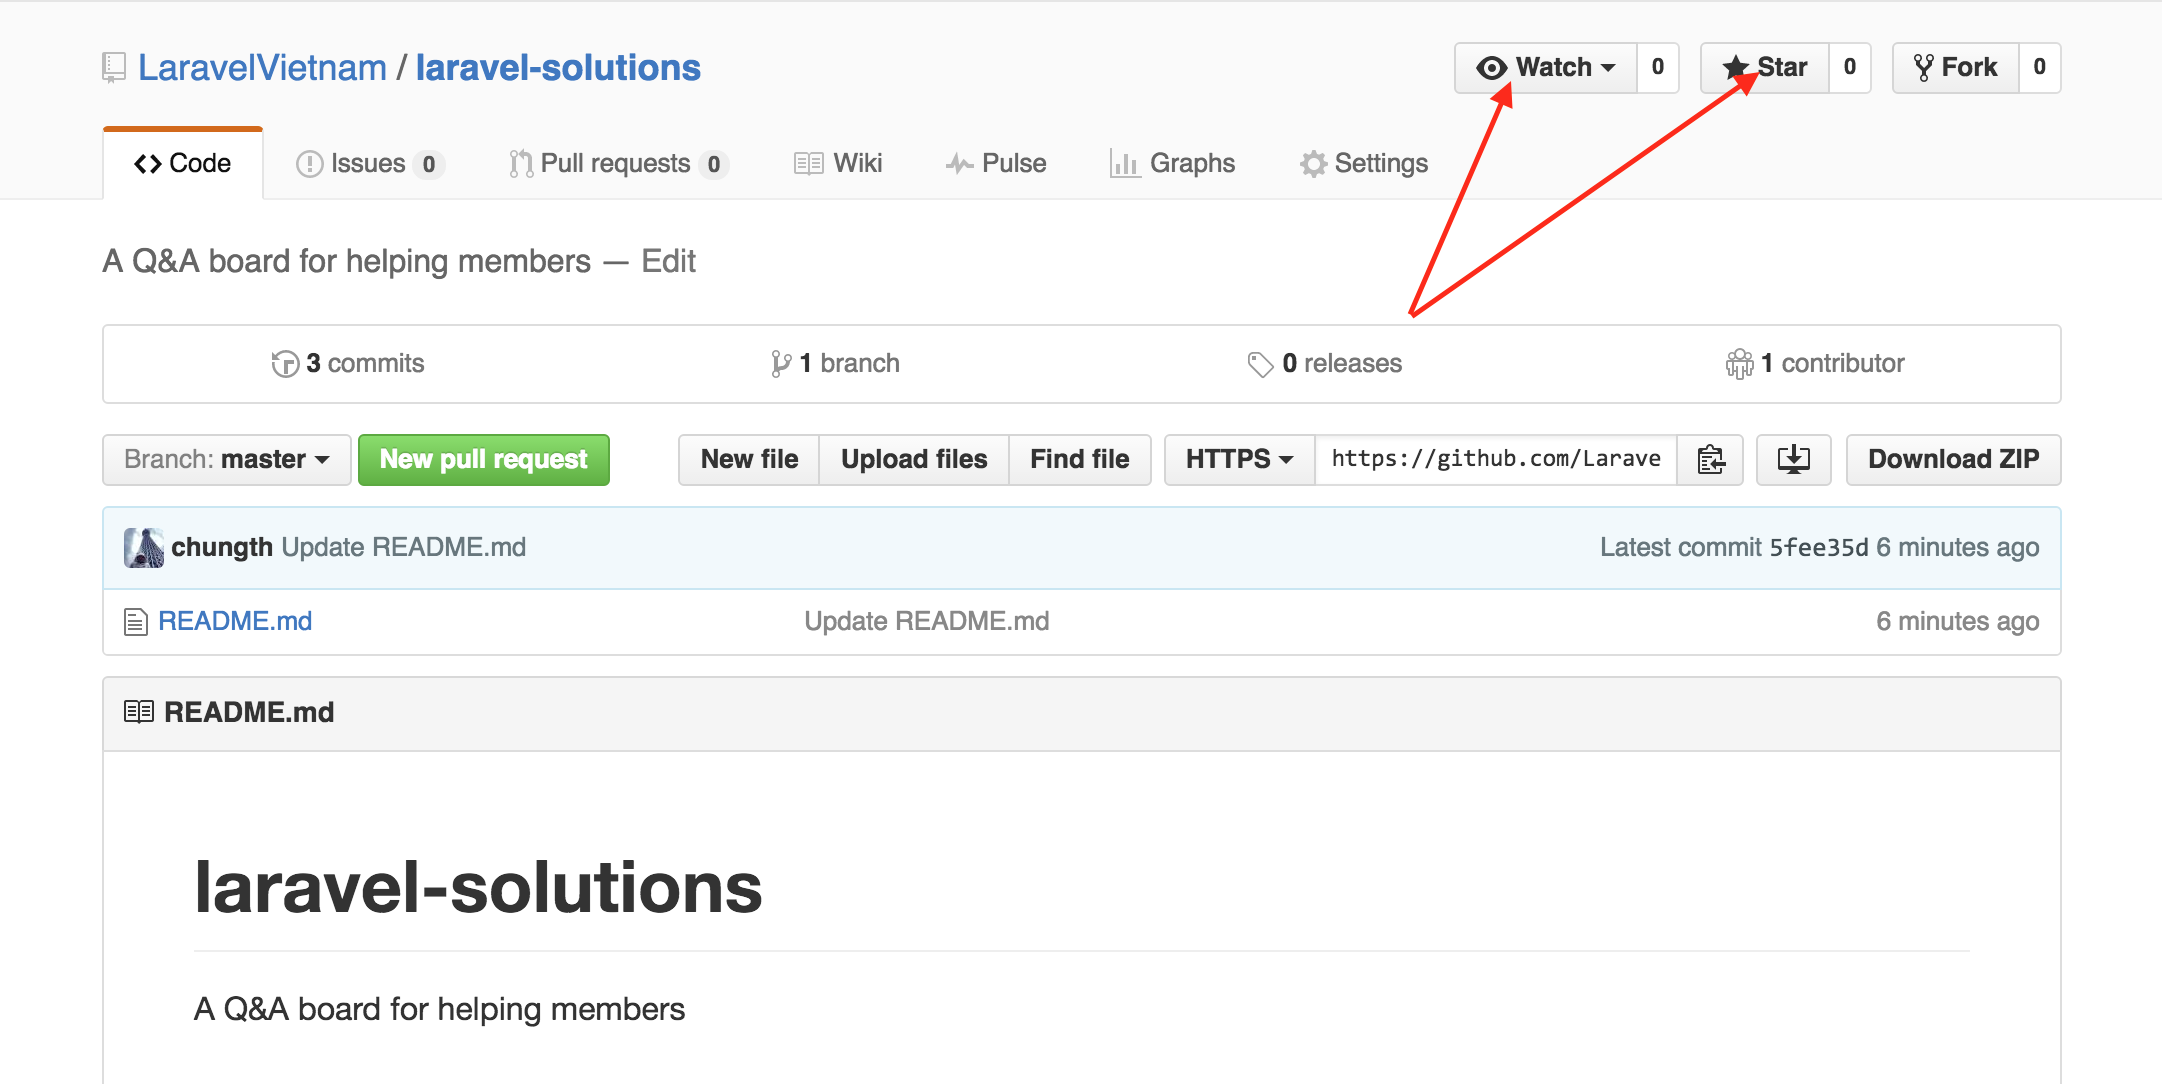 LaravelVietnam / laravel-solutions
Watch 0 Star 0 Fork 0
Code Issues 0 Pull requests 0 Wiki Pulse Graphs Settings
A Q&A board for helping members — Edit
3 commits 1 branch 0 releases 1 contributor
Branch: master New pull request New file Upload files Find file HTTPS https://github.com/Larave Download ZIP
chungth Update README.md Latest commit 5fee35d 6 minutes ago
README.md Update README.md 6 minutes ago
README.md
laravel-solutions
A Q&A board for helping members